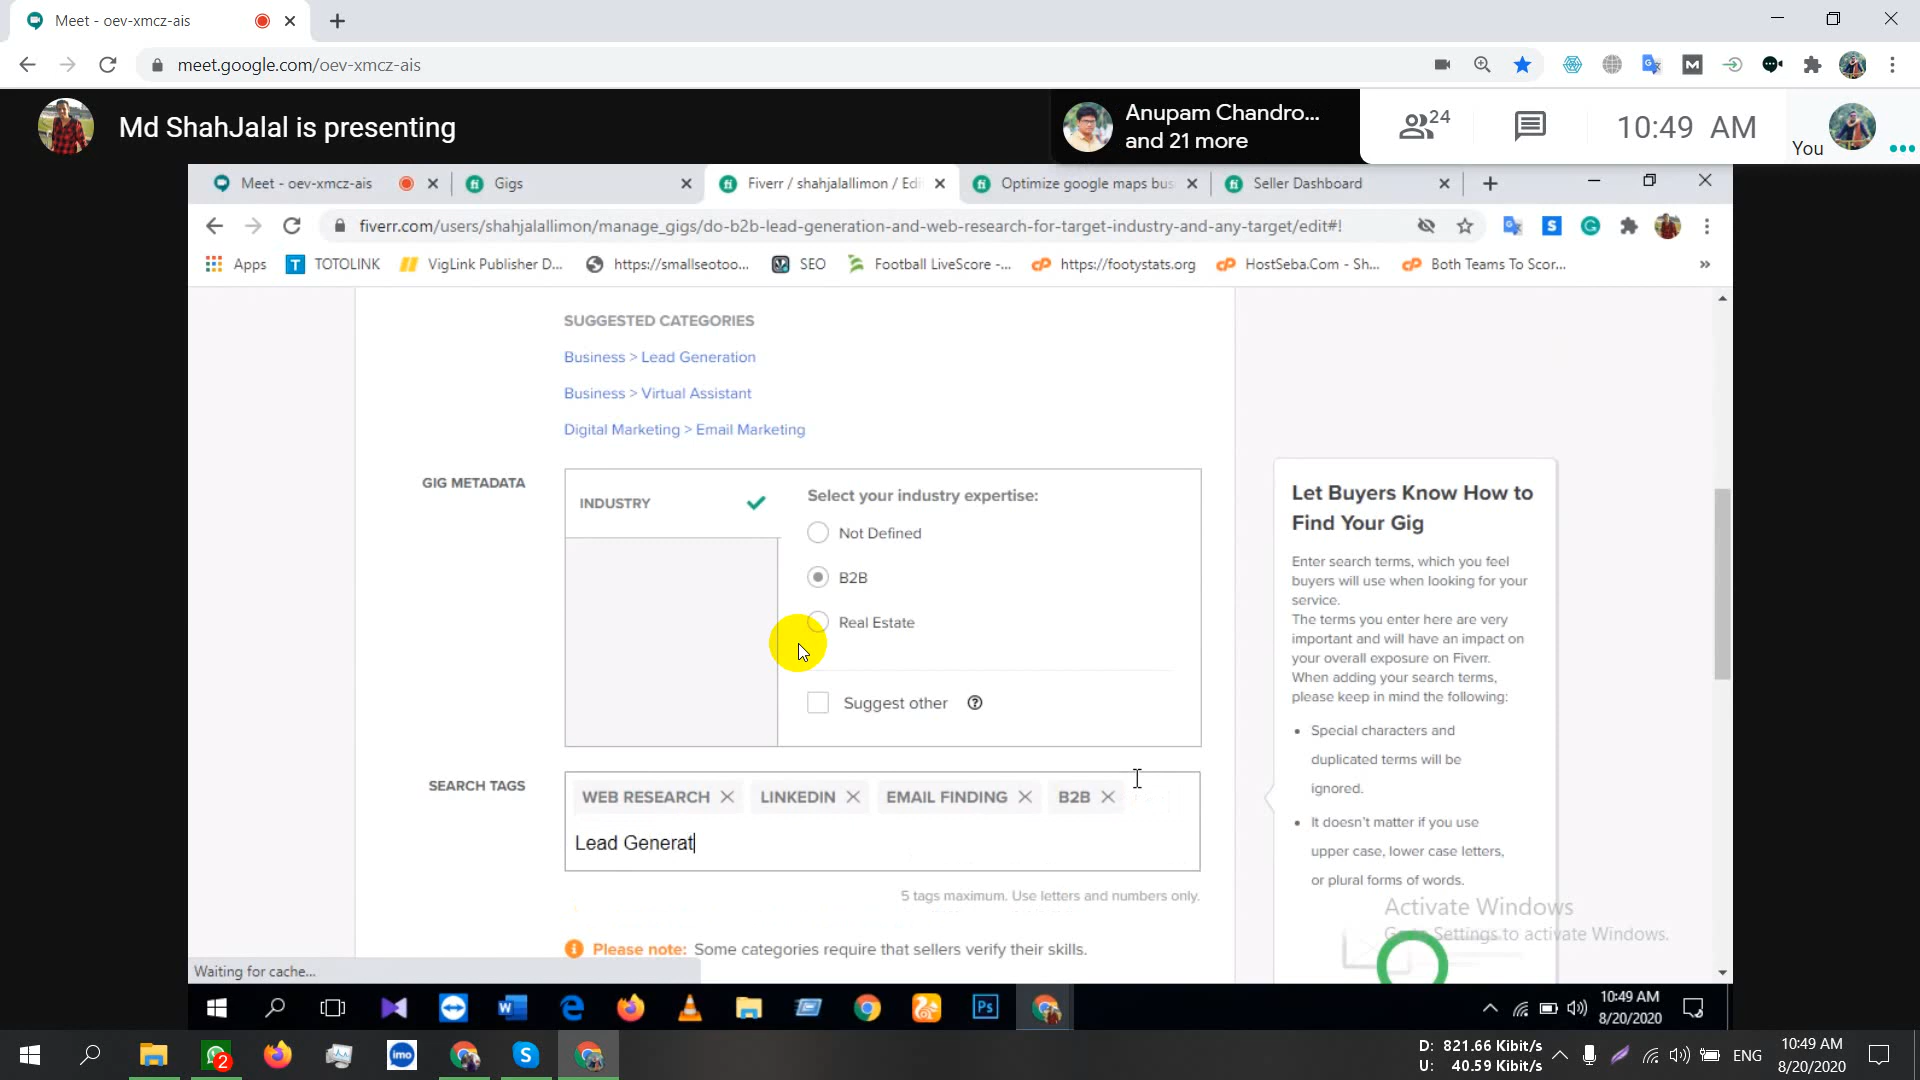 Meet - oev-xmcz-ais
meet.google.com/oev-xmcz-ais
Md ShahJalal is presenting
Anupam Chandro...
and 21 more
24
10:49 AM
You
Meet - oev-xmcz-ais
Gigs
Fiverr / shahjalallimon / Edi
Optimize google maps bus
Seller Dashboard
fiverr.com/users/shahjalallimon/manage_gigs/do-b2b-lead-generation-and-web-research-for-target-industry-and-any-target/edit#!
Apps
TOTOLINK
VigLink Publisher D...
https://smallseotoo...
SEO
Football LiveScore -...
https://footystats.org
HostSeba.Com - Sh...
Both Teams To Scor...
»
SUGGESTED CATEGORIES
Business > Lead Generation
Business > Virtual Assistant
Digital Marketing > Email Marketing
GIG METADATA
INDUSTRY
Select your industry expertise:
Not Defined
B2B
Real Estate
Suggest other
SEARCH TAGS
WEB RESEARCH
LINKEDIN
EMAIL FINDING
B2B
Lead Generat
5 tags maximum. Use letters and numbers only.
Please note: Some categories require that sellers verify their skills.
Let Buyers Know How to
Find Your Gig
Enter search terms, which you feel
buyers will use when looking for your
service.
The terms you enter here are very
important and will have an impact on
your overall exposure on Fiverr.
When adding your search terms,
please keep in mind the following:
• Special characters and
duplicated terms will be
ignored.
• It doesn't matter if you use
upper case, lower case letters,
or plural forms of words.
Activate Windows
Go to Settings to activate Windows.
Waiting for cache...
10:49 AM
8/20/2020
D: 821.66 Kibit/s
U: 40.59 Kibit/s
ENG
10:49 AM
8/20/2020